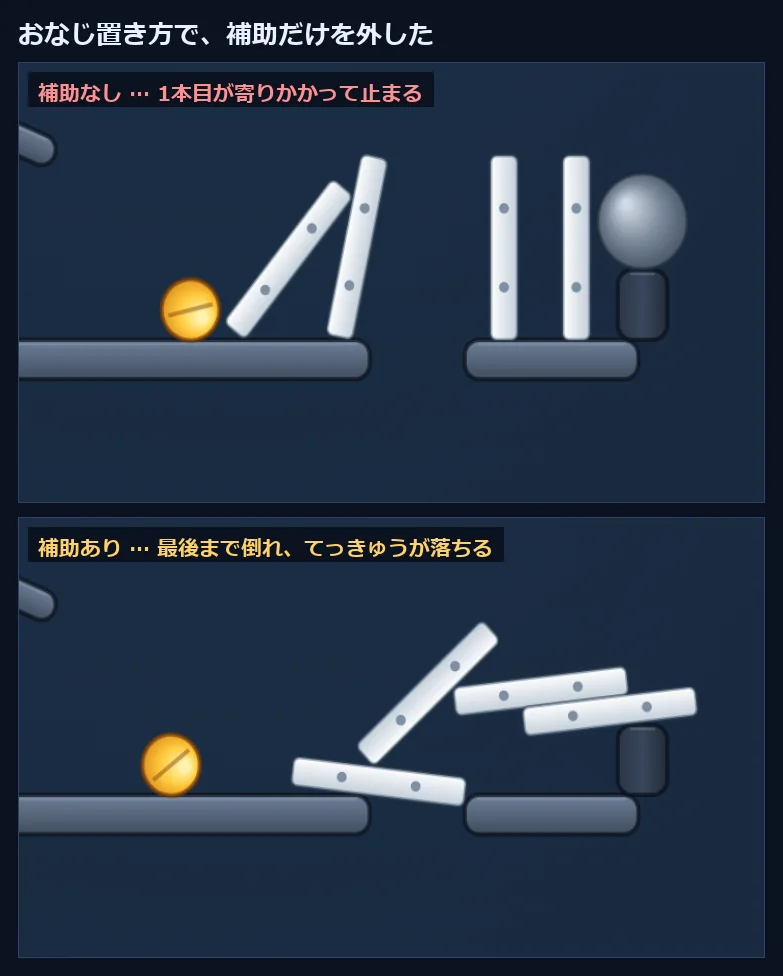 おなじ置き方で、補助だけを外した
補助なし … 1本目が寄りかかって止まる
補助あり … 最後まで倒れ、てっきゅうが落ちる